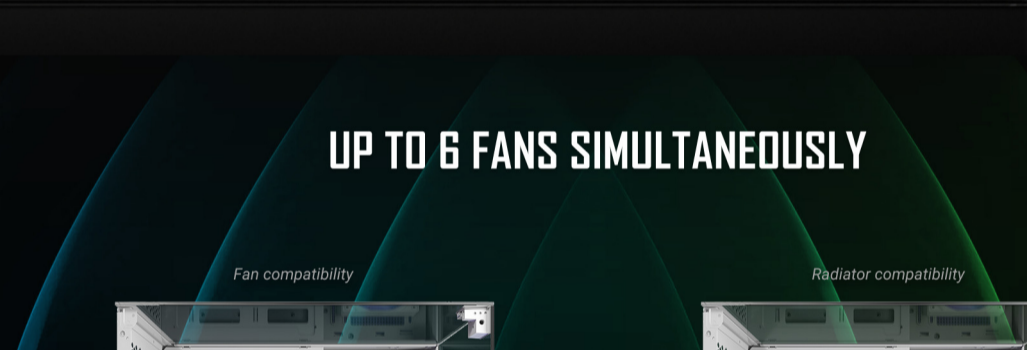 UP TO 6 FANS SIMULTANEOUSLY
Fan compatibility
Radiator compatibility